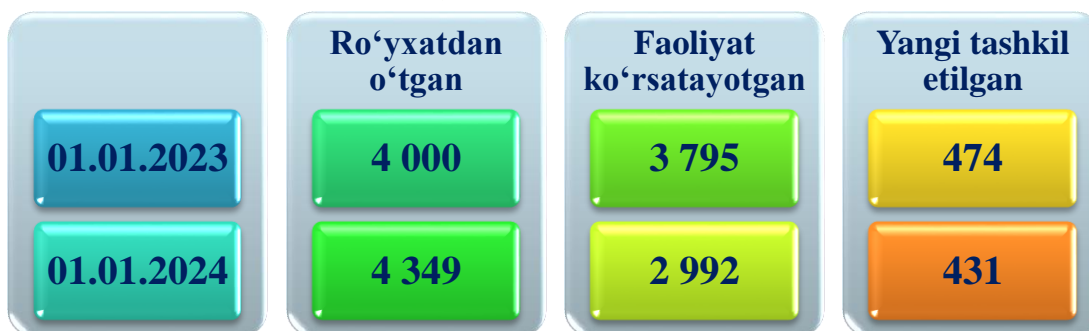 Ro‘yxatdan
o‘tgan
Faoliyat
ko‘rsatayotgan
Yangi tashkil
etilgan
01.01.2023
4 000
3 795
474
01.01.2024
4 349
2 992
431